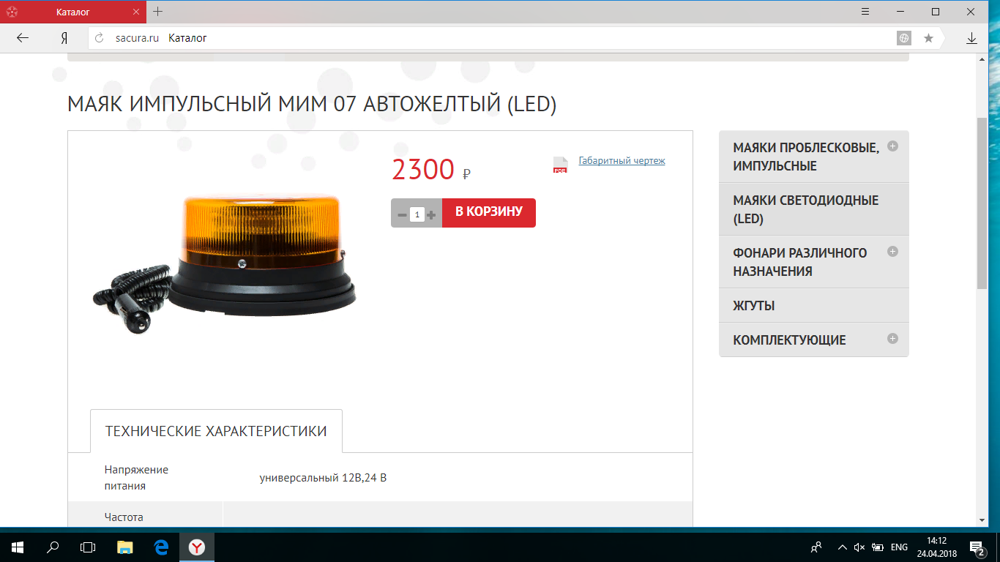 Каталог
Я
sacura.ru Каталог
МАЯК ИМПУЛЬСНЫЙ МИМ 07 АВТОЖЕЛТЫЙ (LED)
2300 ₽
PDF
Габаритный чертеж
1
В КОРЗИНУ
МАЯКИ ПРОБЛЕСКОВЫЕ,
ИМПУЛЬСНЫЕ
МАЯКИ СВЕТОДИОДНЫЕ
(LED)
ФОНАРИ РАЗЛИЧНОГО
НАЗНАЧЕНИЯ
ЖГУТЫ
КОМПЛЕКТУЮЩИЕ
ТЕХНИЧЕСКИЕ ХАРАКТЕРИСТИКИ
Напряжение
питания
универсальный 12В,24 В
Частота
ENG
14:12
24.04.2018
2